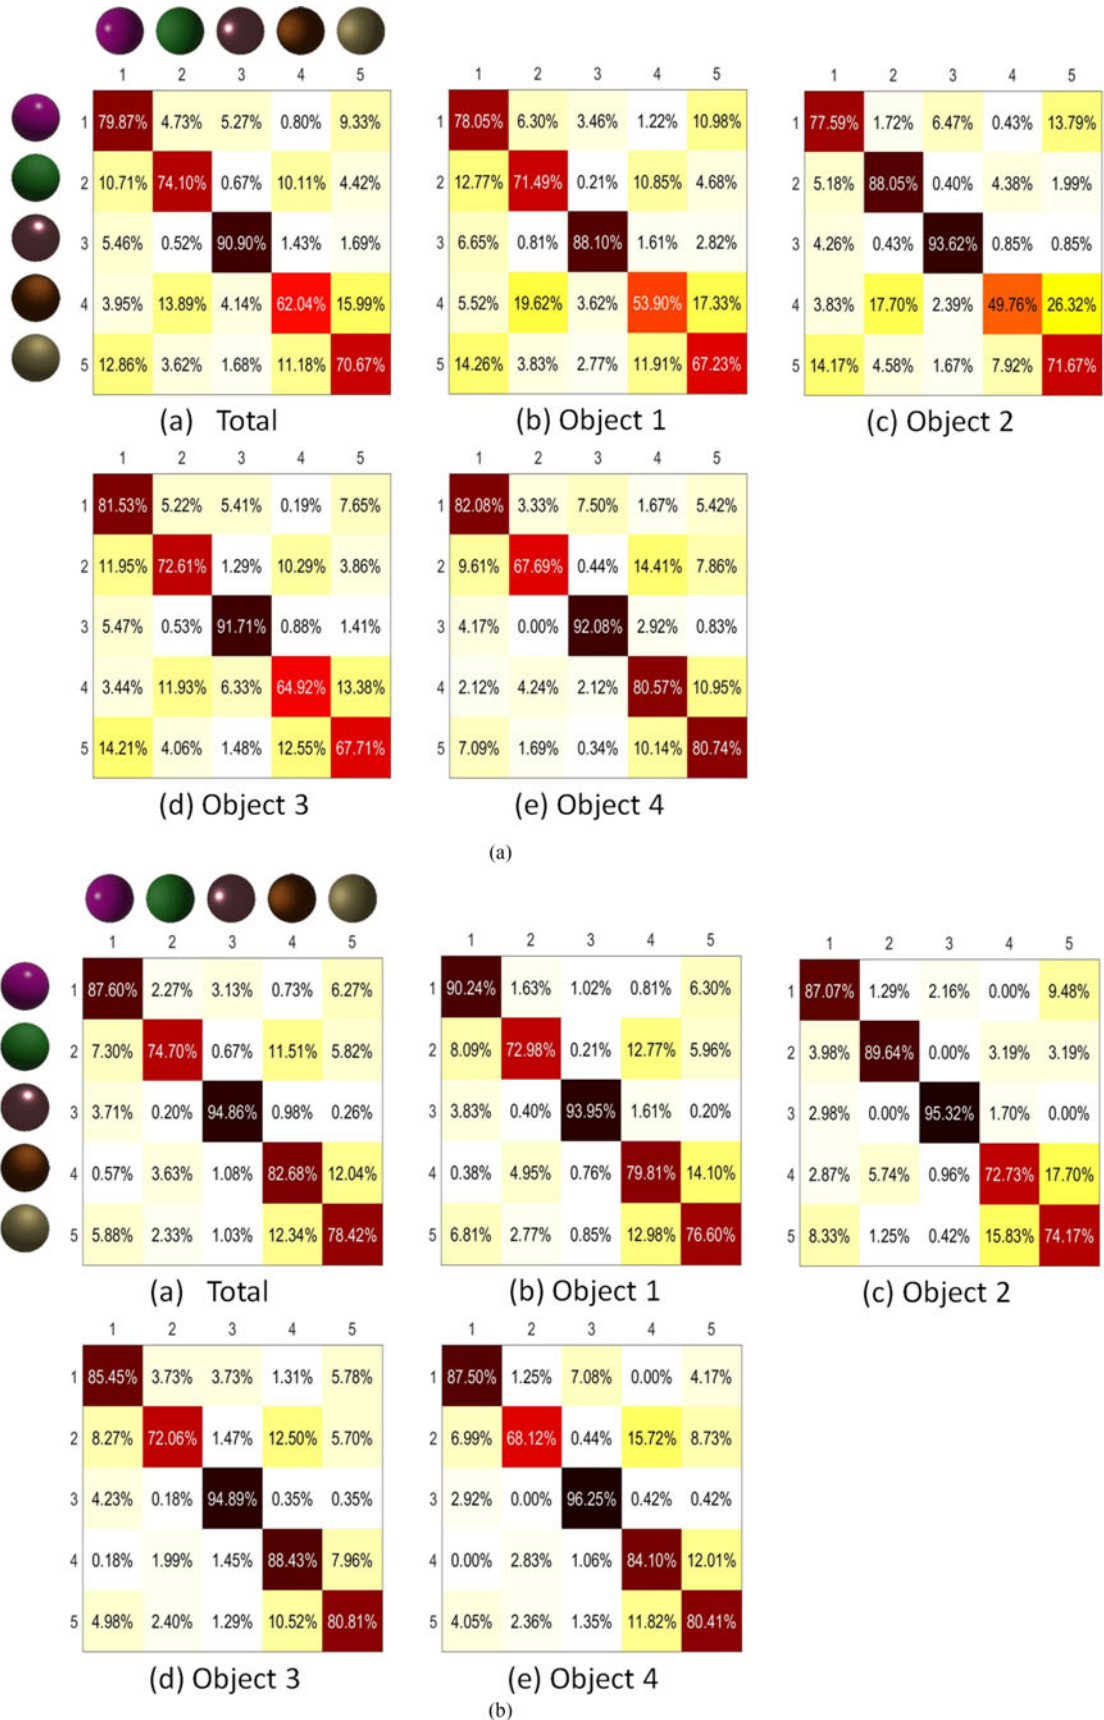 1 2 3 4 5 1 2 3 4 5 1 2 3 4 5
1 79.87% 4.73% 5.27% 0.80% 9.33% 1 78.05% 6.30% 3.46% 1.22% 10.98% 1 77.59% 1.72% 6.47% 0.43% 13.79%
2 10.71% 74.10% 0.67% 10.11% 4.42% 2 12.77% 71.49% 0.21% 10.85% 4.68% 2 5.18% 88.05% 0.40% 4.38% 1.99%
3 5.46% 0.52% 90.90% 1.43% 1.69% 3 6.65% 0.81% 88.10% 1.61% 2.82% 3 4.26% 0.43% 93.62% 0.85% 0.85%
4 3.95% 13.89% 4.14% 62.04% 15.99% 4 5.52% 19.62% 3.62% 53.90% 17.33% 4 3.83% 17.70% 2.39% 49.76% 26.32%
5 12.86% 3.62% 1.68% 11.18% 70.67% 5 14.26% 3.83% 2.77% 11.91% 67.23% 5 14.17% 4.58% 1.67% 7.92% 71.67%
(a) Total (b) Object 1 (c) Object 2
1 2 3 4 5 1 2 3 4 5
1 81.53% 5.22% 5.41% 0.19% 7.65% 1 82.08% 3.33% 7.50% 1.67% 5.42%
2 11.95% 72.61% 1.29% 10.29% 3.86% 2 9.61% 67.69% 0.44% 14.41% 7.86%
3 5.47% 0.53% 91.71% 0.88% 1.41% 3 4.17% 0.00% 92.08% 2.92% 0.83%
4 3.44% 11.93% 6.33% 64.92% 13.38% 4 2.12% 4.24% 2.12% 80.57% 10.95%
5 14.21% 4.06% 1.48% 12.55% 67.71% 5 7.09% 1.69% 0.34% 10.14% 80.74%
(d) Object 3 (e) Object 4
(a)
1 2 3 4 5 1 2 3 4 5 1 2 3 4 5
1 87.60% 2.27% 3.13% 0.73% 6.27% 1 90.24% 1.63% 1.02% 0.81% 6.30% 1 87.07% 1.29% 2.16% 0.00% 9.48%
2 7.30% 74.70% 0.67% 11.51% 5.82% 2 8.09% 72.98% 0.21% 12.77% 5.96% 2 3.98% 89.64% 0.00% 3.19% 3.19%
3 3.71% 0.20% 94.86% 0.98% 0.26% 3 3.83% 0.40% 93.95% 1.61% 0.20% 3 2.98% 0.00% 95.32% 1.70% 0.00%
4 0.57% 3.63% 1.08% 82.68% 12.04% 4 0.38% 4.95% 0.76% 79.81% 14.10% 4 2.87% 5.74% 0.96% 72.73% 17.70%
5 5.88% 2.33% 1.03% 12.34% 78.42% 5 6.81% 2.77% 0.85% 12.98% 76.60% 5 8.33% 1.25% 0.42% 15.83% 74.17%
(a) Total (b) Object 1 (c) Object 2
1 2 3 4 5 1 2 3 4 5
1 85.45% 3.73% 3.73% 1.31% 5.78% 1 87.50% 1.25% 7.08% 0.00% 4.17%
2 8.27% 72.06% 1.47% 12.50% 5.70% 2 6.99% 68.12% 0.44% 15.72% 8.73%
3 4.23% 0.18% 94.89% 0.35% 0.35% 3 2.92% 0.00% 96.25% 0.42% 0.42%
4 0.18% 1.99% 1.45% 88.43% 7.96% 4 0.00% 2.83% 1.06% 84.10% 12.01%
5 4.98% 2.40% 1.29% 10.52% 80.81% 5 4.05% 2.36% 1.35% 11.82% 80.41%
(d) Object 3 (e) Object 4
(b)